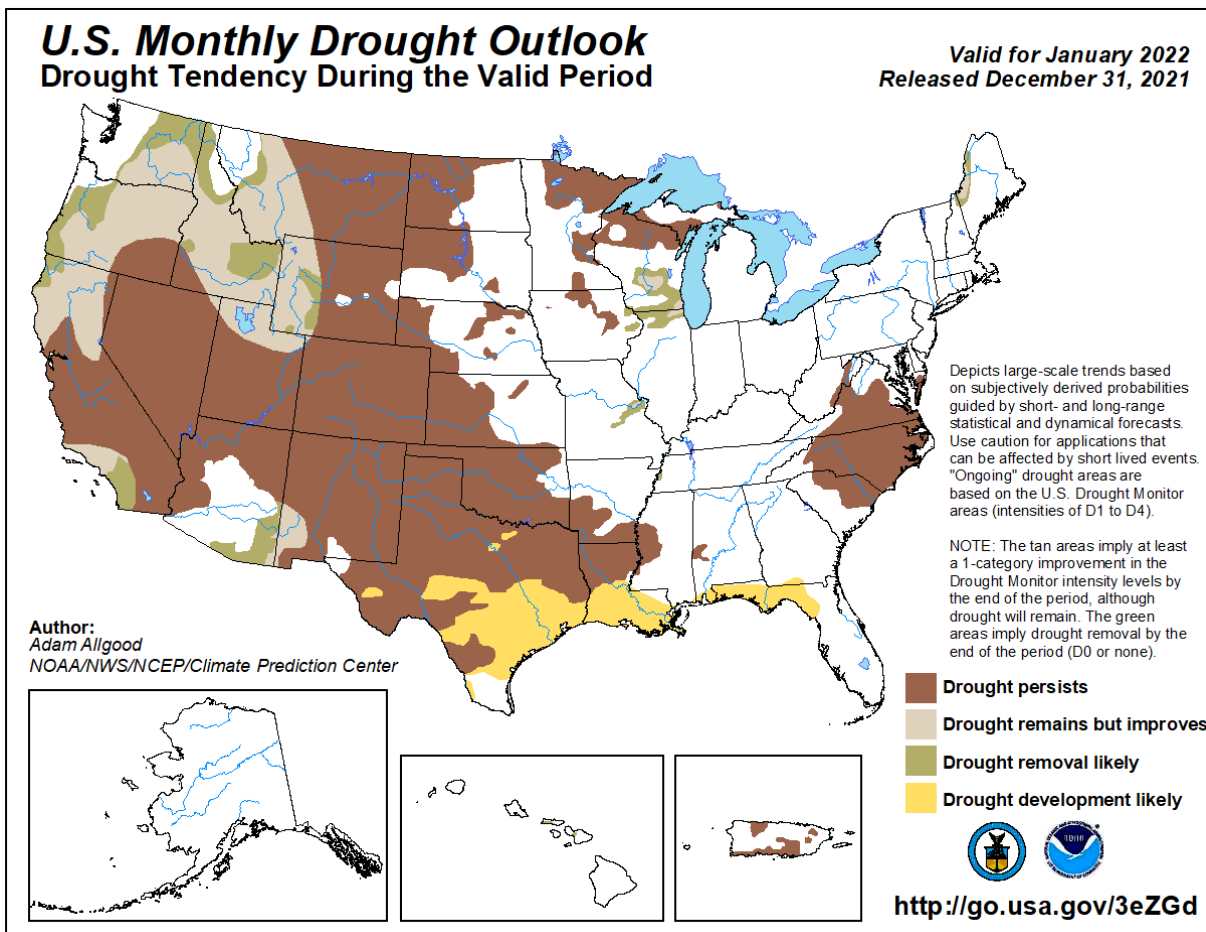 U.S. Monthly Drought Outlook
Drought Tendency During the Valid Period
Valid for January 2022
Released December 31, 2021
Depicts large-scale trends based
on subjectively derived probabilities
guided by short- and long-range
statistical and dynamical forecasts.
Use caution for applications that
can be affected by short lived events.
"Ongoing" drought areas are
based on the U.S. Drought Monitor
areas (intensities of D1 to D4).
NOTE: The tan areas imply at least
a 1-category improvement in the
Drought Monitor intensity levels by
the end of the period, although
drought will remain. The green
areas imply drought removal by the
end of the period (D0 or none).
Author:
Adam Allgood
NOAA/NWS/NCEP/Climate Prediction Center
Drought persists
Drought remains but improves
Drought removal likely
Drought development likely
http://go.usa.gov/3eZGd